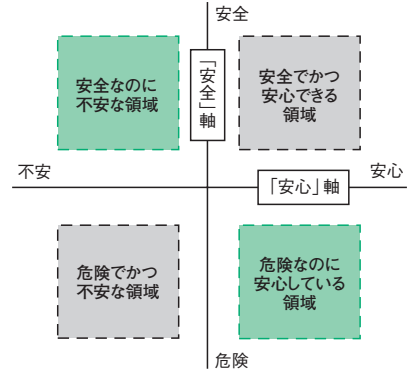 安全
安全なのに
不安な領域
「安全」軸
安全でかつ
安心できる
領域
不安
「安心」軸
安心
危険でかつ
不安な領域
危険なのに
安心している
領域
危険